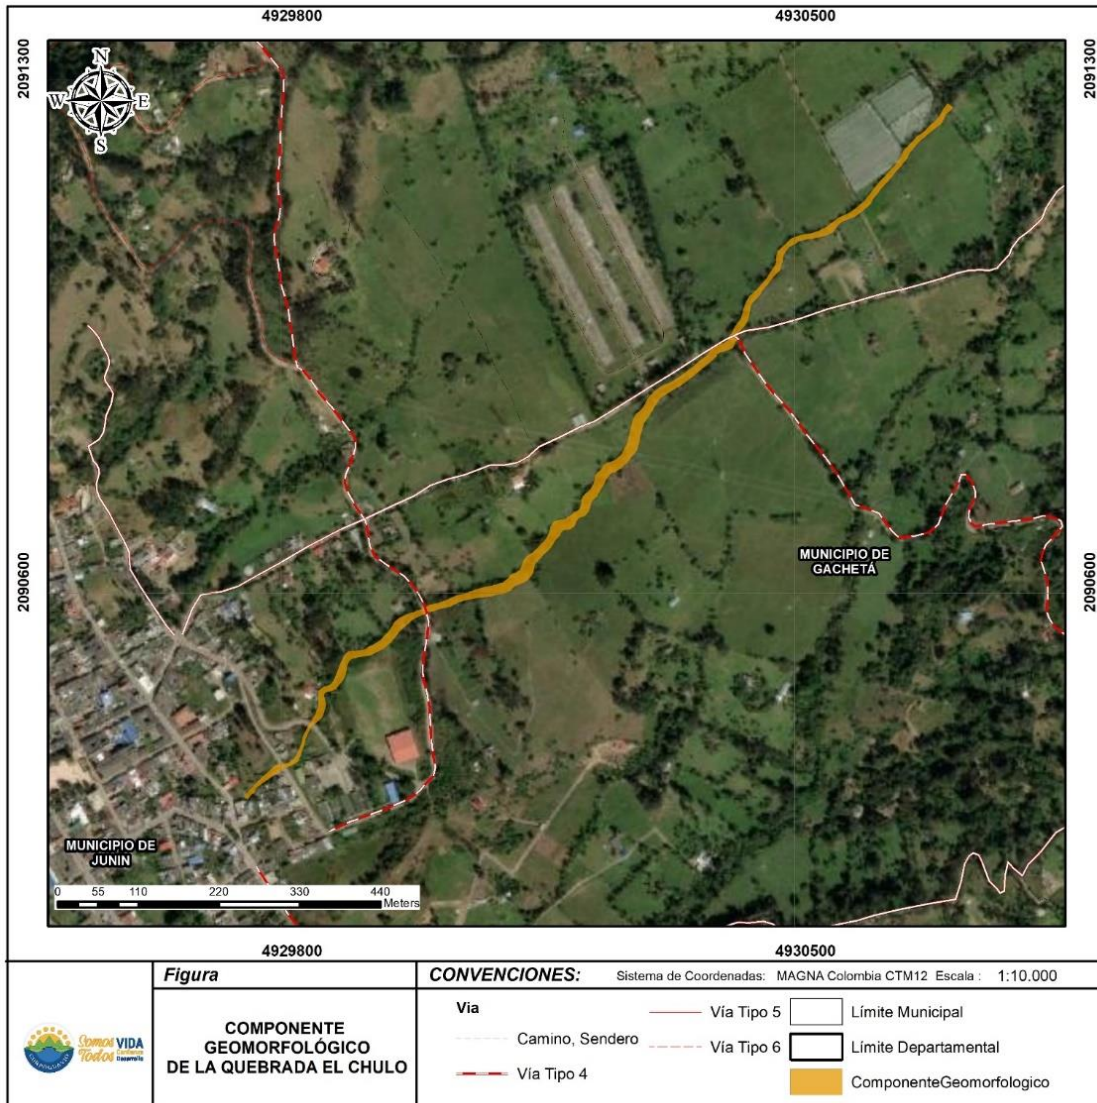 4929800
4930500
2091300
2091300
N
W
E
S
2090600
2090600
MUNICIPIO DE
GACHETÁ
MUNICIPIO DE
JUNIN
0 55 110 220 330 440
Meters
4929800
4930500
Figura
COMPONENTE
GEOMORFOLÓGICO
DE LA QUEBRADA EL CHULO
CONVENCIONES:
Sistema de Coordenadas: MAGNA Colombia CTM12 Escala : 1:10.000
Via
Camino, Sendero
Vía Tipo 4
Vía Tipo 5
Vía Tipo 6
Límite Municipal
Límite Departamental
ComponenteGeomorfologico
Somos VIDA
Todos